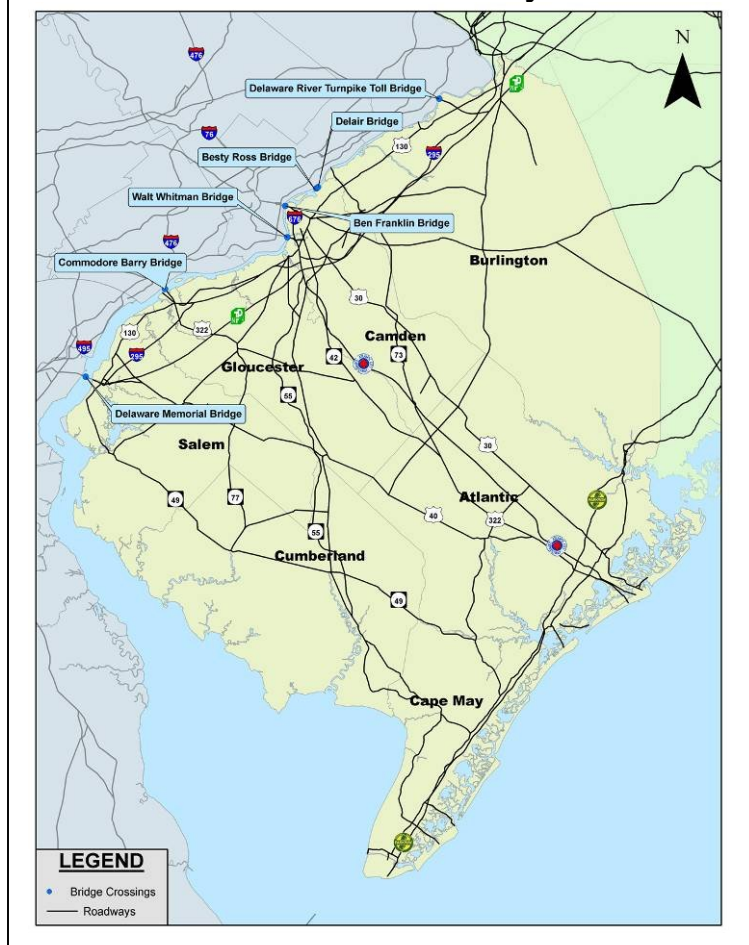 N
476
Delaware River Turnpike Toll Bridge
Delair Bridge
76
130
295
Besty Ross Bridge
Walt Whitman Bridge
676
Ben Franklin Bridge
476
Burlington
Commodore Barry Bridge
30
130
322
Camden
495
295
42
73
Gloucester
55
Delaware Memorial Bridge
Salem
30
49
77
Atlantic
40
322
55
Cumberland
49
Cape May
LEGEND
Bridge Crossings
Roadways